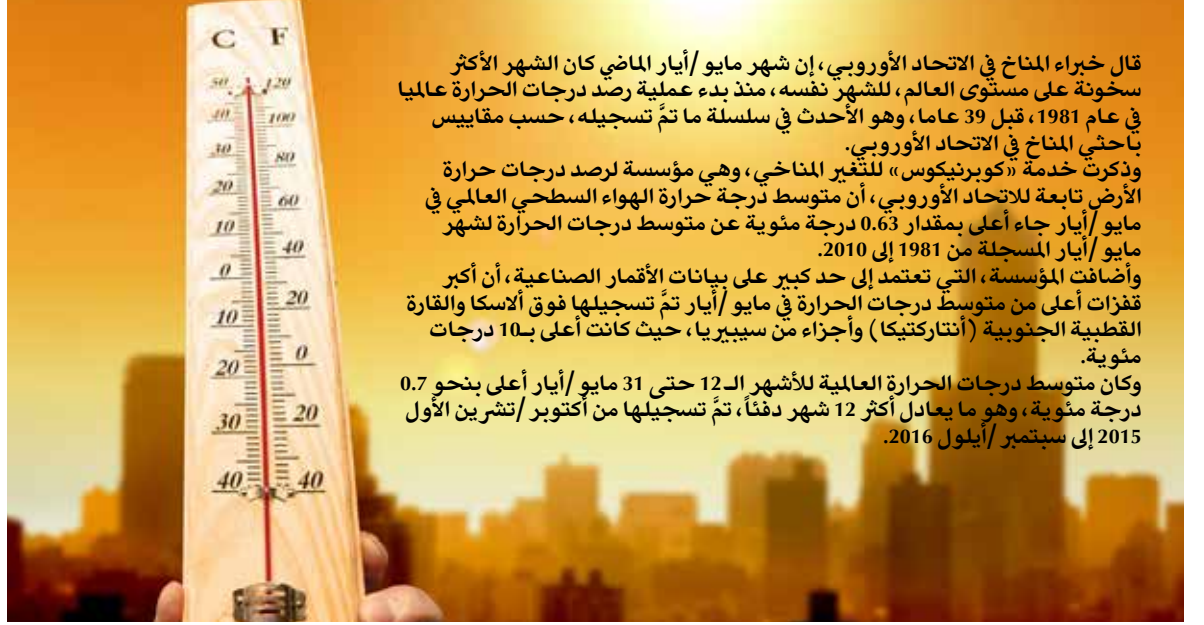 C F
50 120
40 100
30 80
20 60
10 40
0 20
10 0
20 20
30 40
40
قال خبراء المناخ في الاتحاد الأوروبي، إن شهر مايو /أيار الماضي كان الشهر الأكثر
سخونة على مستوى العالم، للشهر نفسه، منذ بدء عملية رصد درجات الحرارة عالميا
في عام 1981، قبل 39 عاما، وهو الأحدث في سلسلة ما تمَّ تسجيله، حسب مقاييس
باحثي المناخ في الاتحاد الأوروبي.
وذكرت خدمة «كوبرنيكوس» للتغير المناخي، وهي مؤسسة لرصد درجات حرارة
الأرض تابعة للاتحاد الأوروبي، أن متوسط درجة حرارة الهواء السطحي العالمي في
مايو /أيار جاء أعلى بمقدار 0.63 درجة مئوية عن متوسط درجات الحرارة لشهر
مايو /أيار المسجلة من 1981 إلى 2010.
وأضافت المؤسسة، التي تعتمد إلى حد كبير على بيانات الأقمار الصناعية، أن أكبر
قفزات أعلى من متوسط درجات الحرارة في مايو /أيار تمَّ تسجيلها فوق ألاسكا والقارة
القطبية الجنوبية (أنتاركتيكا) وأجزاء من سيبيريا، حيث كانت أعلى بـ10 درجات
مئوية.
وكان متوسط درجات الحرارة العالمية للأشهر الـ12 حتى 31 مايو /أيار أعلى بنحو 0.7
درجة مئوية، وهو ما يعادل أكثر 12 شهر دفئاً، تمَّ تسجيلها من أكتوبر /تشرين الأول
2015 إلى سبتمبر /أيلول 2016.